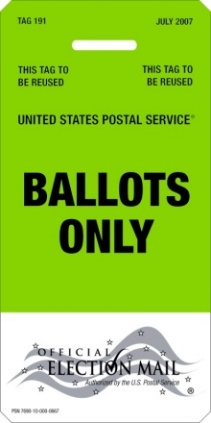 TAG 191 JULY 2007
THIS TAG TO THIS TAG TO
BE REUSED BE REUSED
UNITED STATES POSTAL SERVICE®
BALLOTS
ONLY
OFFICIAL
ELECTION MAIL
Authorized by the U.S. Postal Service
®